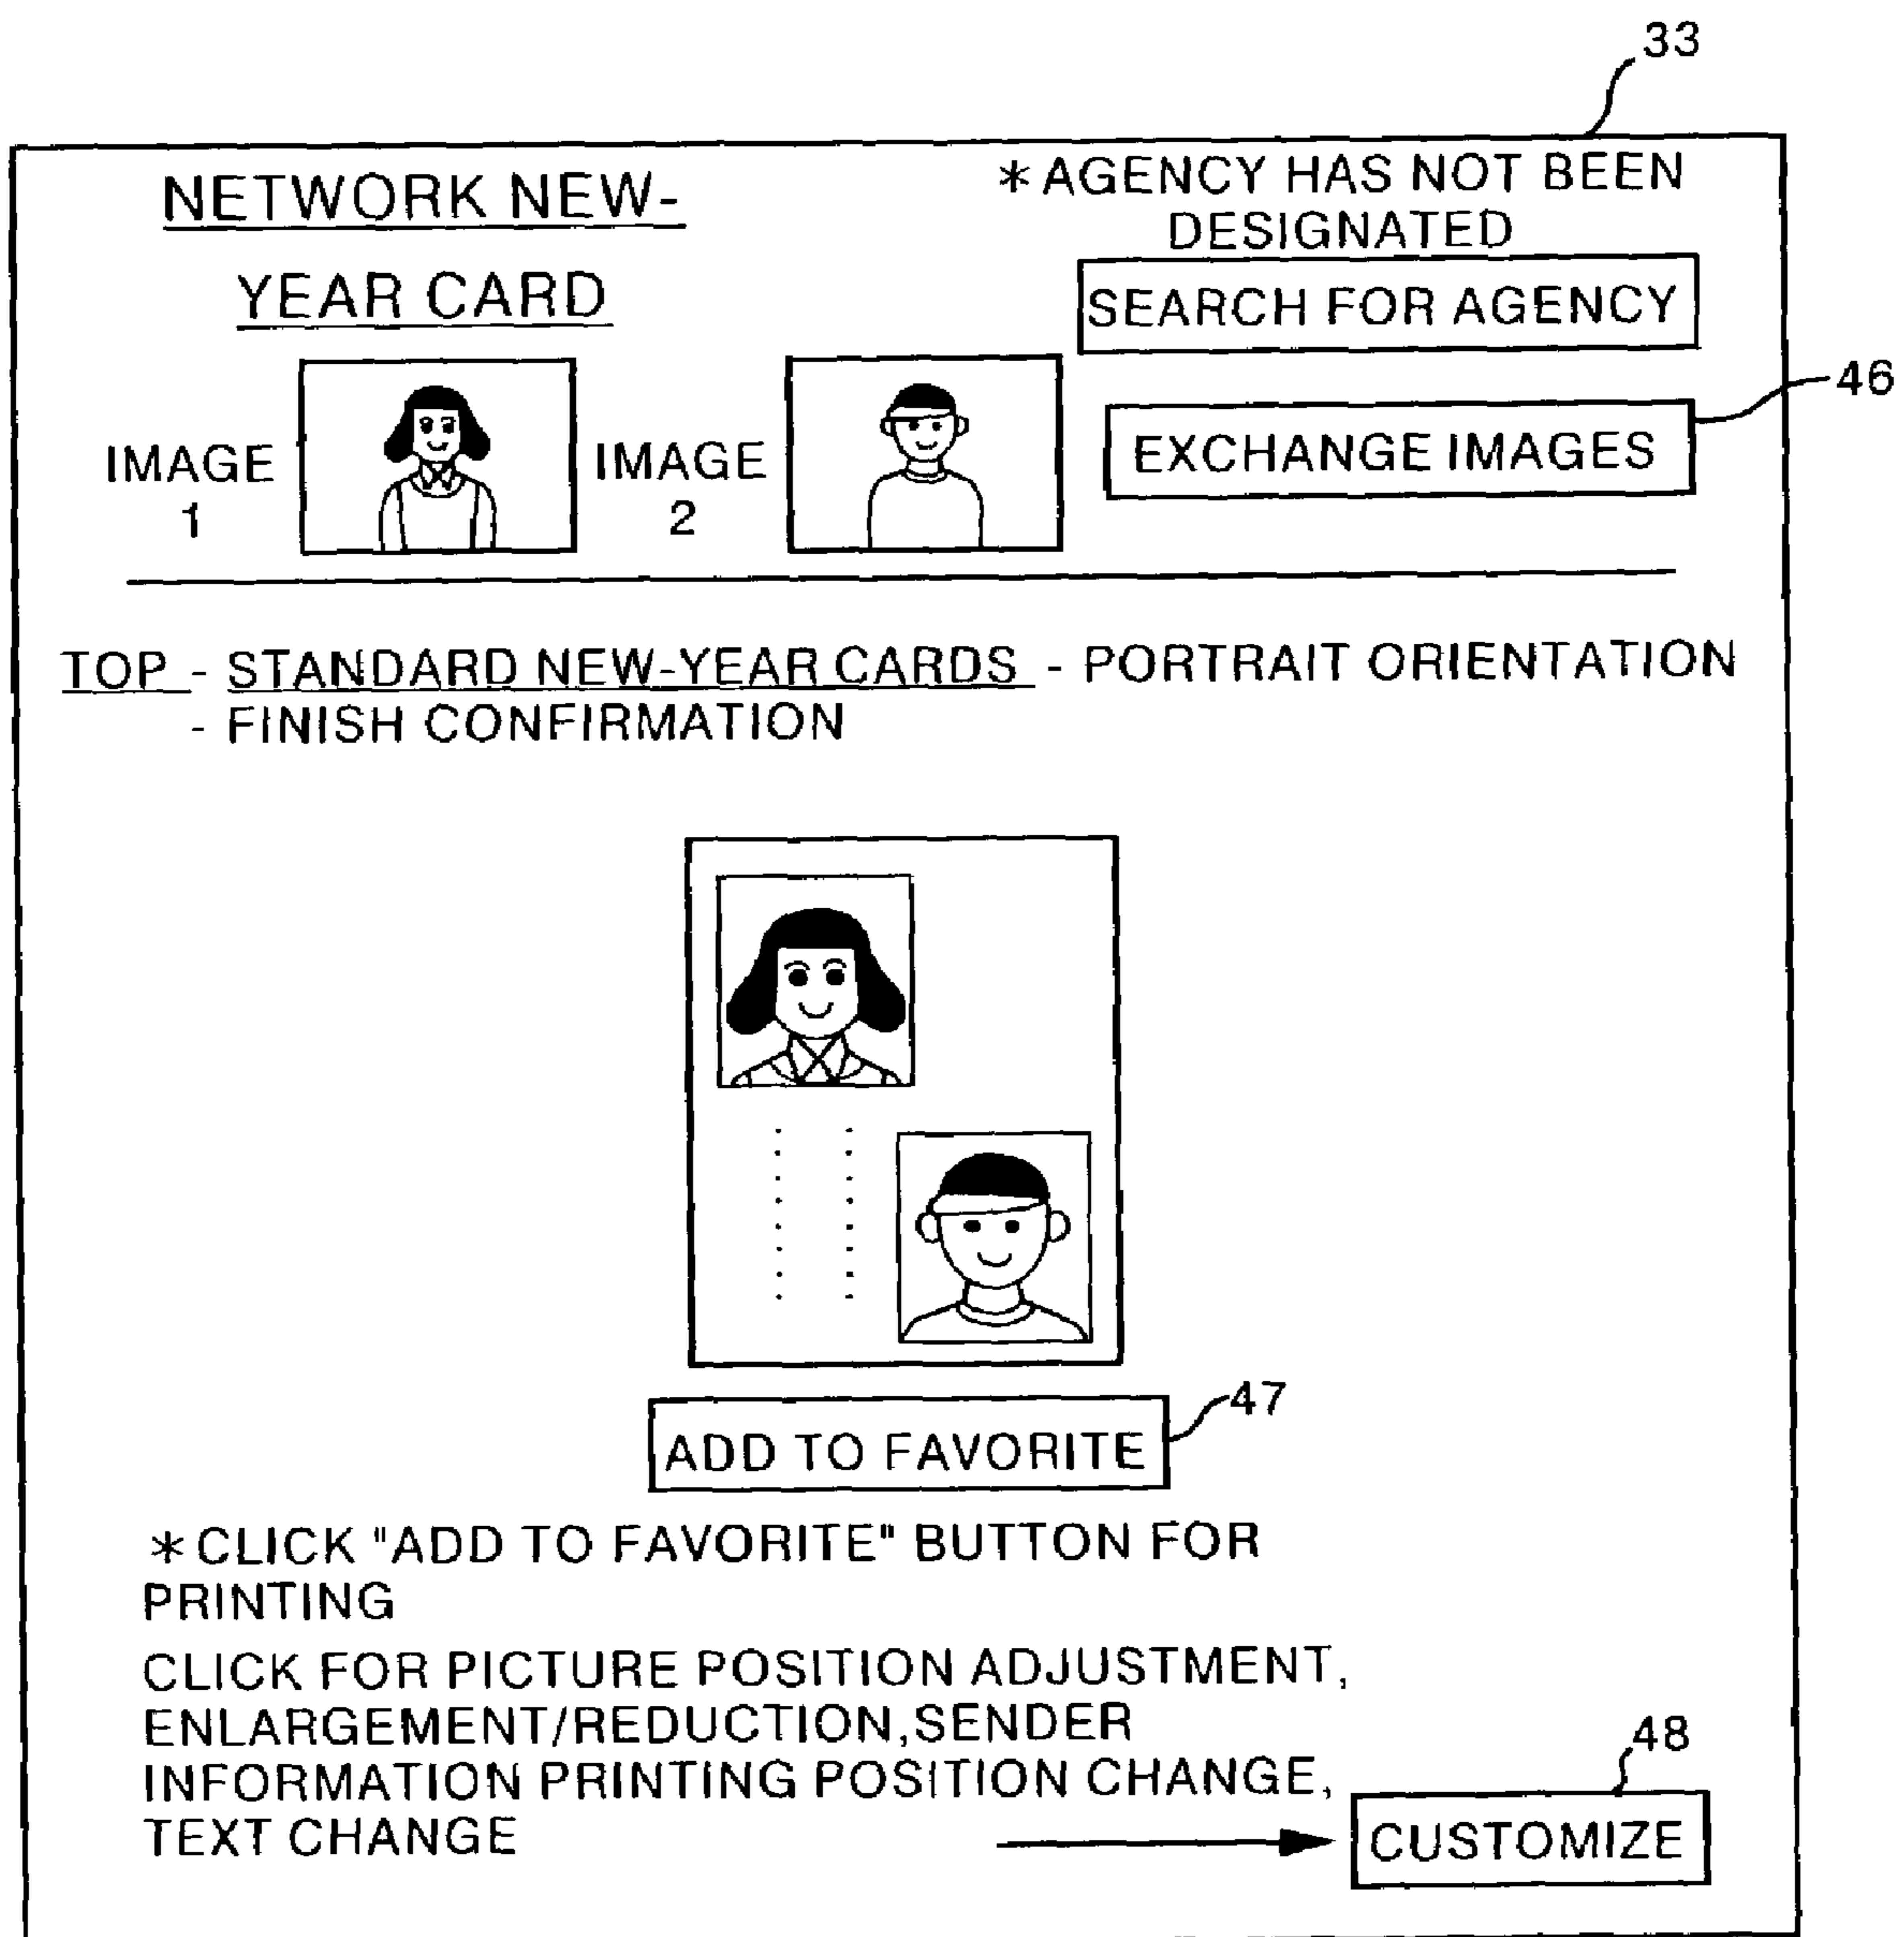 33
NETWORK NEW-
YEAR CARD
*AGENCY HAS NOT BEEN
DESIGNATED
SEARCH FOR AGENCY
46
EXCHANGE IMAGES
IMAGE
1
IMAGE
2
TOP - STANDARD NEW-YEAR CARDS - PORTRAIT ORIENTATION
- FINISH CONFIRMATION
47
ADD TO FAVORITE
*CLICK "ADD TO FAVORITE" BUTTON FOR
PRINTING
CLICK FOR PICTURE POSITION ADJUSTMENT,
ENLARGEMENT/REDUCTION,SENDER
INFORMATION PRINTING POSITION CHANGE,
TEXT CHANGE
48
CUSTOMIZE